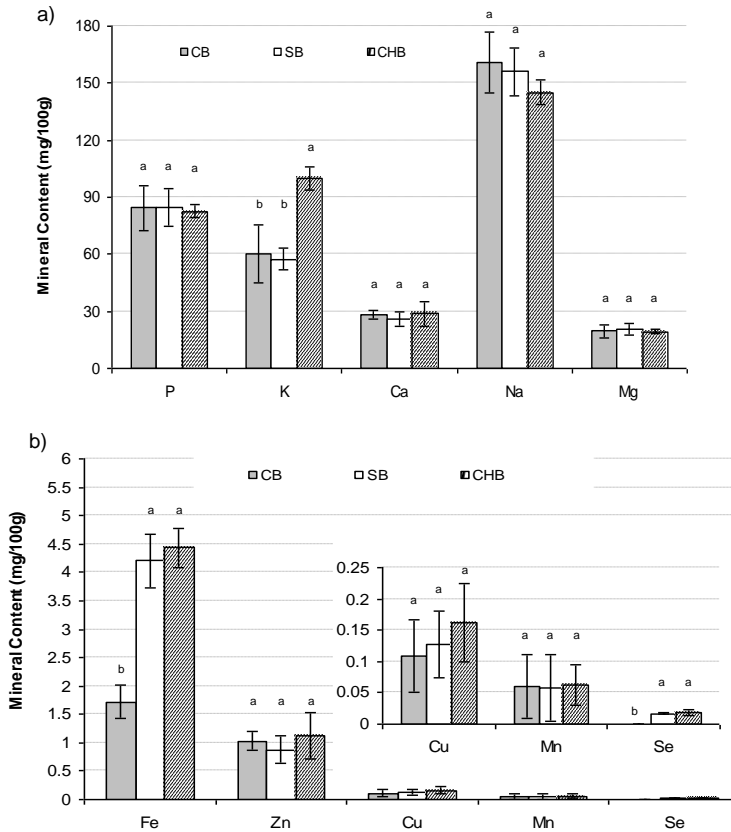 a)
CB SB CHB
Mineral Content (mg/100g)
180
150
120
90
60
30
0
a a a
b b a
a a a
a a a
a a a
P K Ca Na Mg
b)
CB SB CHB
Mineral Content (mg/100g)
6
5.5
5
4.5
4
3.5
3
2.5
2
1.5
1
0.5
0
b a a
a a a
Fe Zn Cu Mn Se
0.25
0.2
0.15
0.1
0.05
0
a a a
a a a
b a a
Cu Mn Se